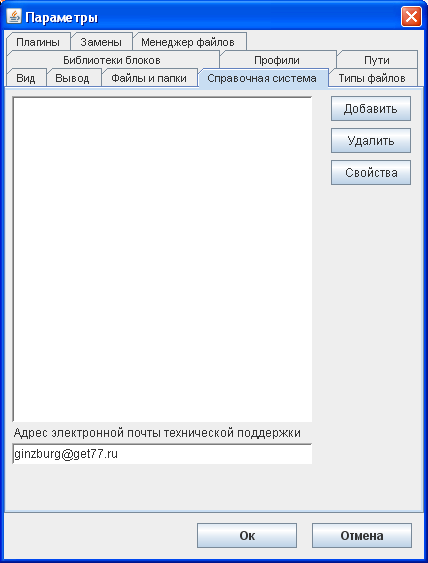 Параметры
Плагины Замены Менеджер файлов
Библиотеки блоков Профили Пути
Вид Вывод Файлы и папки Справочная система Типы файлов
Добавить
Удалить
Свойства
Адрес электронной почты технической поддержки
ginzburg@get77.ru
Ок Отмена